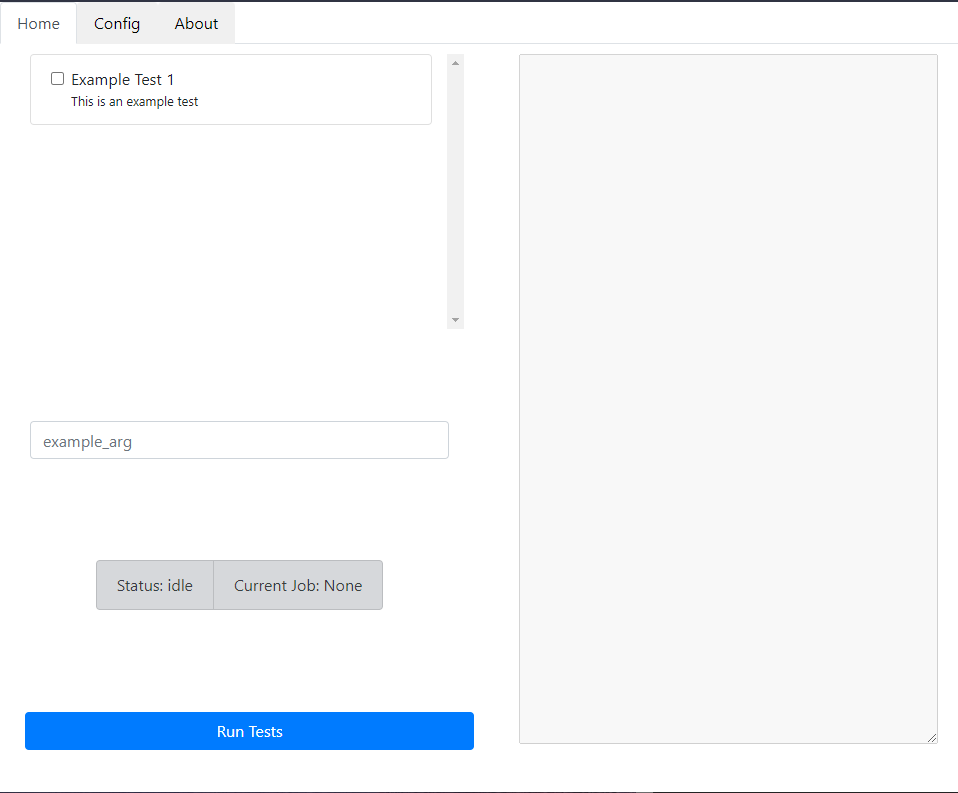 Home Config About
Example Test 1
This is an example test
example_arg
Status: idle Current Job: None
Run Tests